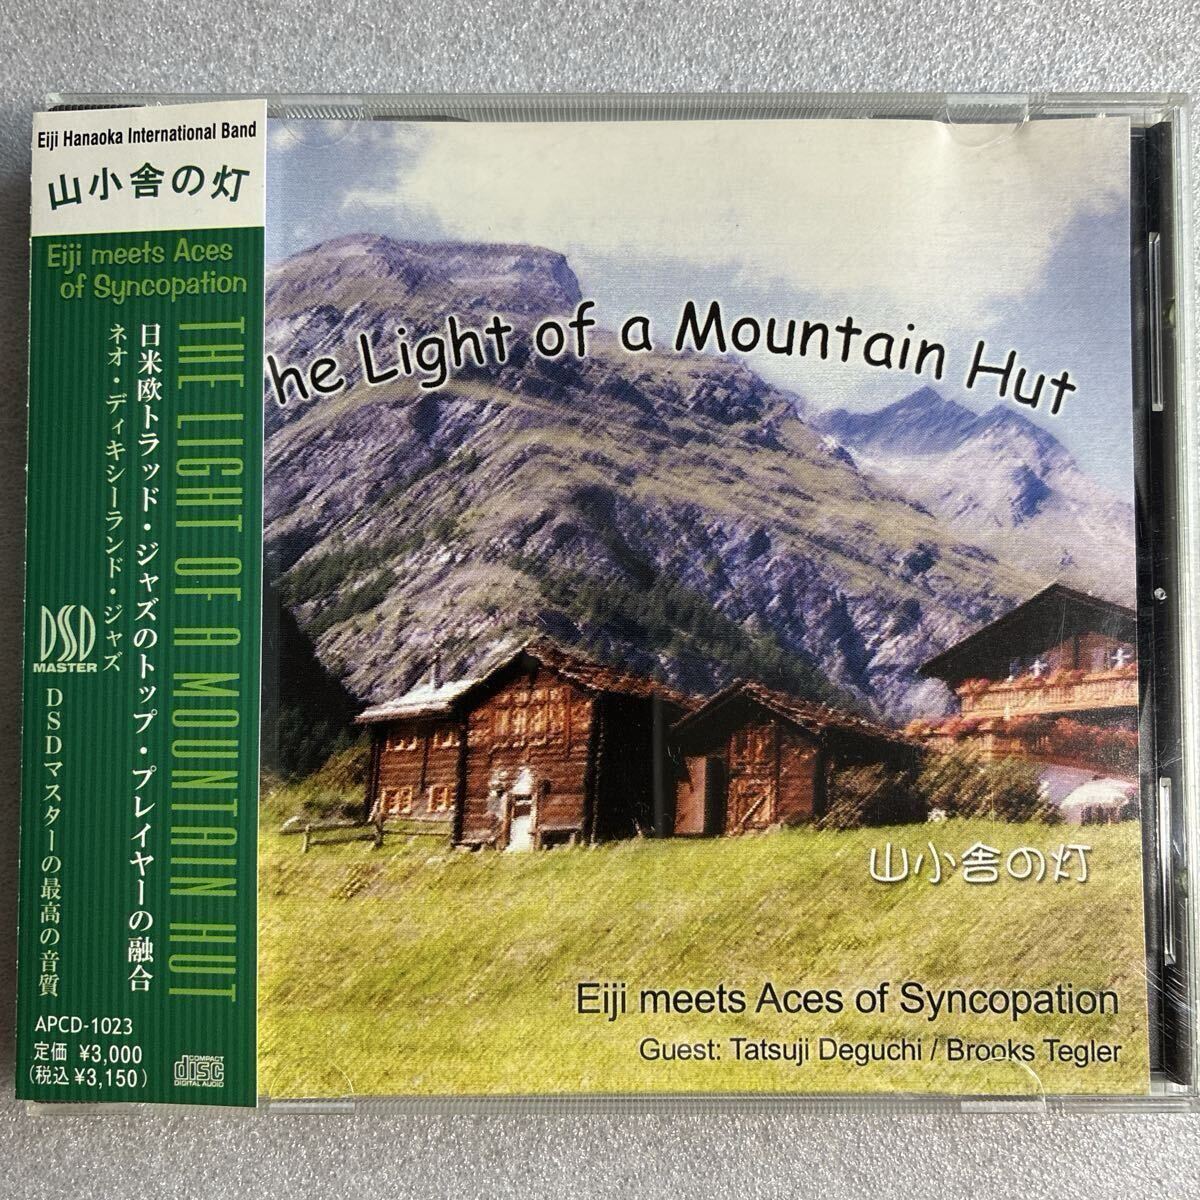 Eiji Hanaoka International Band
山小舎の灯
Eiji meets Aces
of Syncopation
THE LIGHT OF A MOUNTAIN HUT
日米欧トラッド・ジャズのトップ・プレイヤーの融合
ネオ・ディキシーランド・ジャズ
DSD
MASTER
DSDマスターの最高の音質
APCD-1023
定価 ¥3,000
(税込 ¥3,150)
COMPACT
disc
DIGITAL AUDIO
he Light of a Mountain Hut
山小舎の灯
Eiji meets Aces of Syncopation
Guest: Tatsuji Deguchi / Brooks Tegler